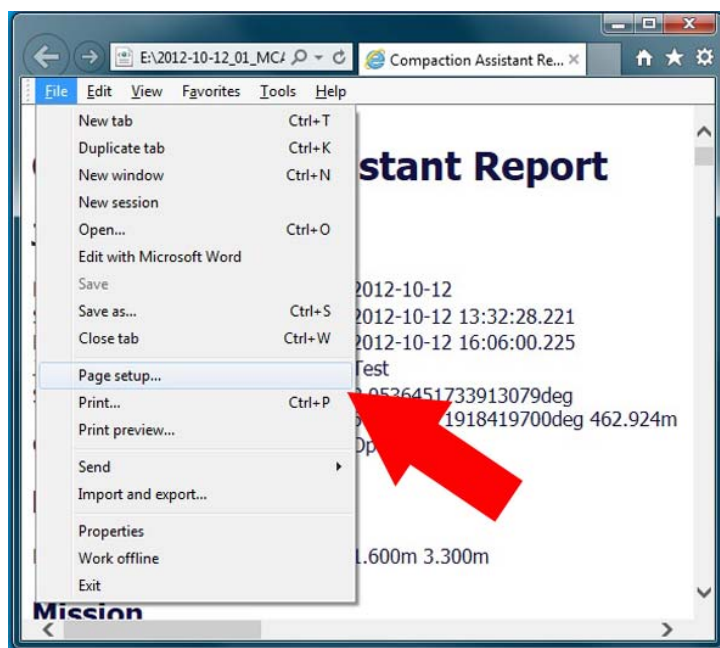 E:\2012-10-12_01_MC
Compaction Assistant Re...
File Edit View Favorites Tools Help
New tab Ctrl+T
Duplicate tab Ctrl+K
New window Ctrl+N
New session
Open... Ctrl+O
Edit with Microsoft Word
Save
Save as... Ctrl+S
Close tab Ctrl+W
Page setup...
Print... Ctrl+P
Print preview...
Send
Import and export...
Properties
Work offline
Exit
stant Report
2012-10-12
2012-10-12 13:32:28.221
2012-10-12 16:06:00.225
Test
9536451733913079deg
1918419700deg 462.924m
Op
1.600m 3.300m
Mission